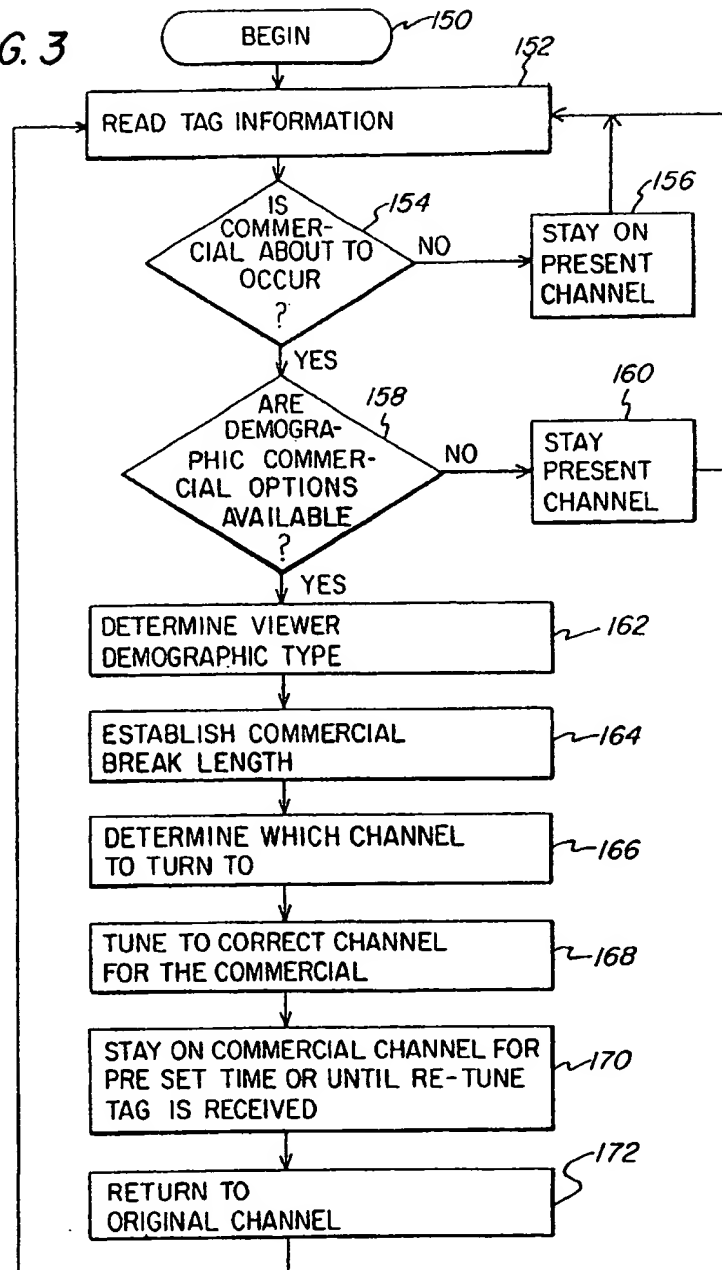 G. 3
BEGIN
150
152
READ TAG INFORMATION
IS
COMMER-
CIAL ABOUT TO
OCCUR
?
154
NO
156
STAY ON
PRESENT
CHANNEL
YES
ARE
DEMOGRA-
PHIC COMMER-
CIAL OPTIONS
AVAILABLE
?
158
NO
160
STAY
PRESENT
CHANNEL
YES
DETERMINE VIEWER
DEMOGRAPHIC TYPE
162
ESTABLISH COMMERCIAL
BREAK LENGTH
164
DETERMINE WHICH CHANNEL
TO TURN TO
166
TUNE TO CORRECT CHANNEL
FOR THE COMMERCIAL
168
STAY ON COMMERCIAL CHANNEL FOR
PRE SET TIME OR UNTIL RE-TUNE
TAG IS RECEIVED
170
RETURN TO
ORIGINAL CHANNEL
172